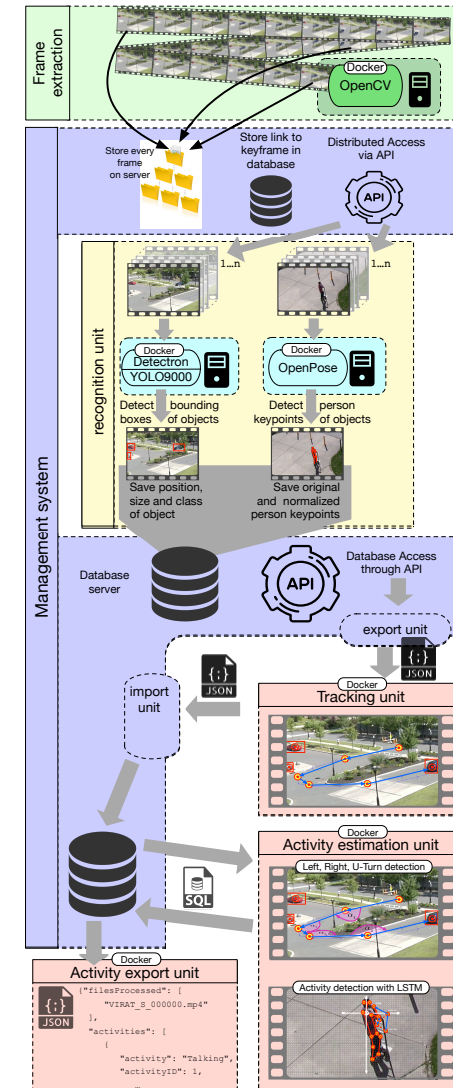 Frame
extraction
Docker
OpenCV
Store every
frame
on server
Store link to
keyframe in
database
Distributed Access
via API
API
Management system
recognition unit
1...n
1...n
Docker
Detectron
YOLO9000
Docker
OpenPose
Detect bounding
boxes of objects
Detect person
keypoints of objects
Save position,
size and class
of object
Save original
and normalized
person keypoints
Database
server
API
Database Access
through API
export unit
{;}
JSON
{;}
JSON
import
unit
Docker
Tracking unit
Docker
Activity estimation unit
Left, Right, U-Turn detection
SQL
Activity detection with LSTM
Docker
Activity export unit
{;}
JSON
{"filesProcessed": [
"VIRAT_S_000000.mp4"
],
"activities": [
{
"activity": "Talking",
"activityID": 1,
…